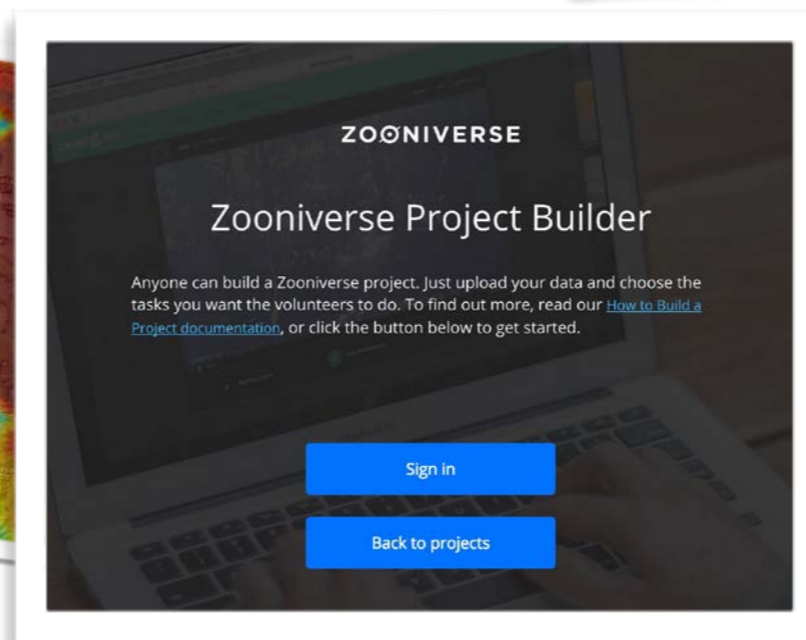 ZOONIVERSE
Zooniverse Project Builder
Anyone can build a Zooniverse project. Just upload your data and choose the
tasks you want the volunteers to do. To find out more, read our How to Build a
Project documentation, or click the button below to get started.
Sign in
Back to projects